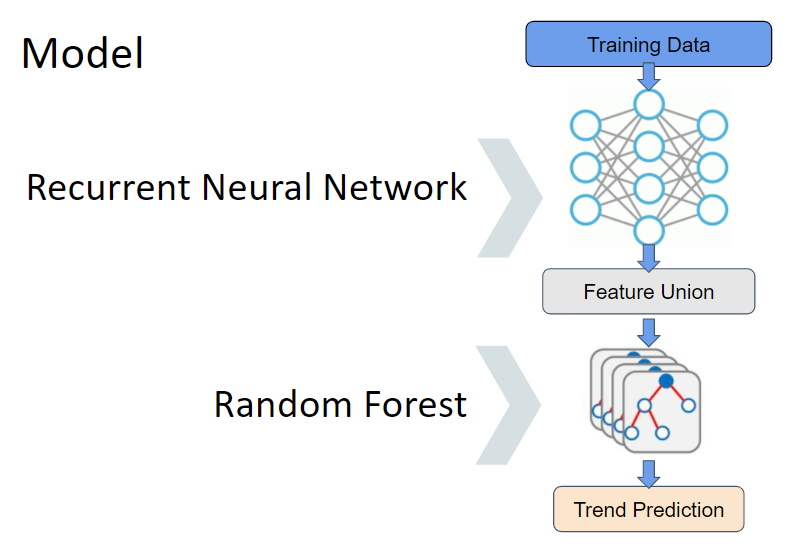 Model
Training Data
Recurrent Neural Network
Feature Union
Random Forest
Trend Prediction